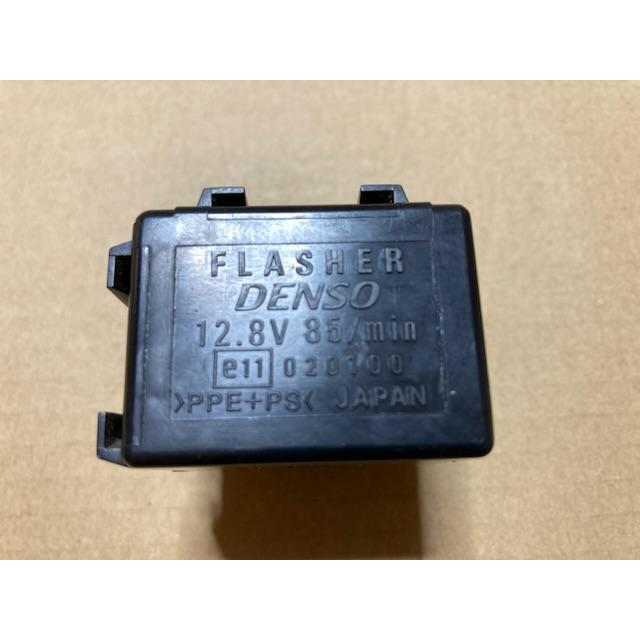 FLASHER
DENSO
12.8V 85/min
e11 020100
>PPE+PS< JAPAN